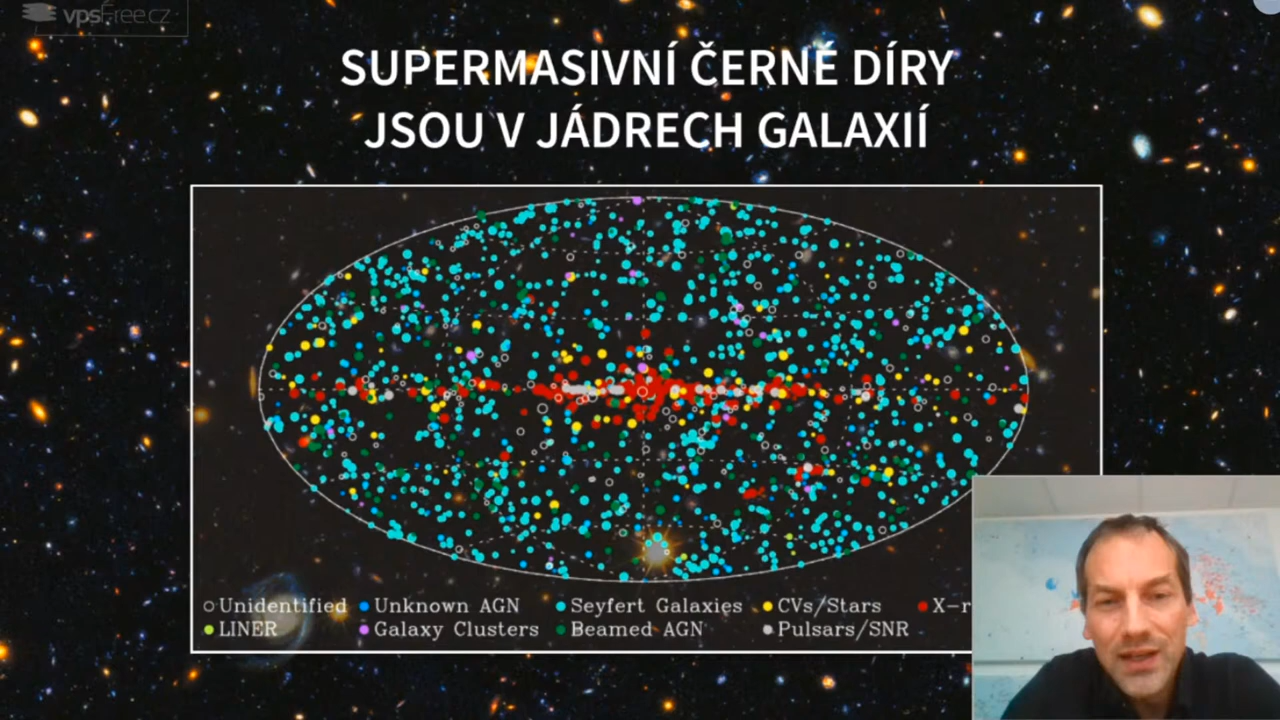 vpsFree.cz
SUPERMASIVNÍ ČERNÉ DÍRY
JSOU V JÁDRECH GALAXIÍ
Unidentified Unknown AGN Seyfert Galaxies CVs/Stars X-r
LINER Galaxy Clusters Beamed AGN Pulsars/SNR